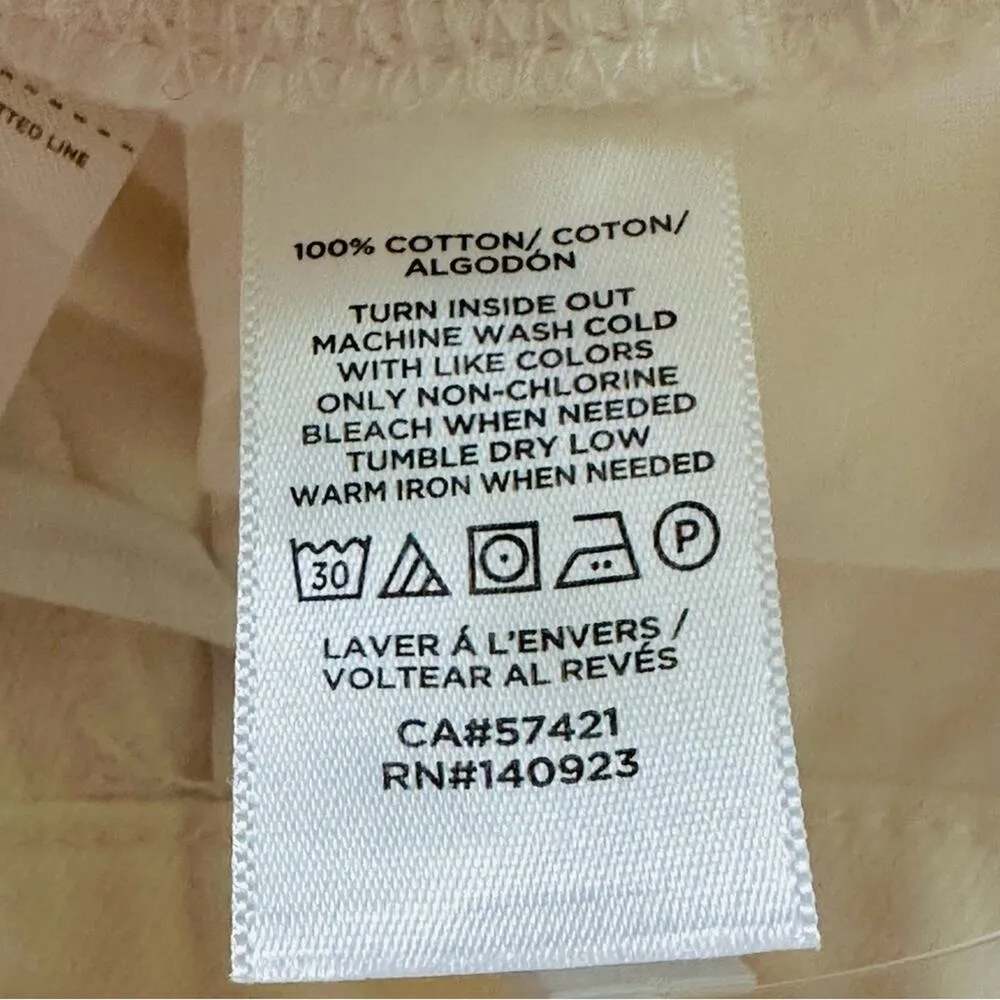 TTED LINE
100% COTTON/ COTON/
ALGODÓN
TURN INSIDE OUT
MACHINE WASH COLD
WITH LIKE COLORS
ONLY NON-CHLORINE
BLEACH WHEN NEEDED
TUMBLE DRY LOW
WARM IRON WHEN NEEDED
30 P
LAVER Á L'ENVERS /
VOLTEAR AL REVÉS
CA#57421
RN#140923